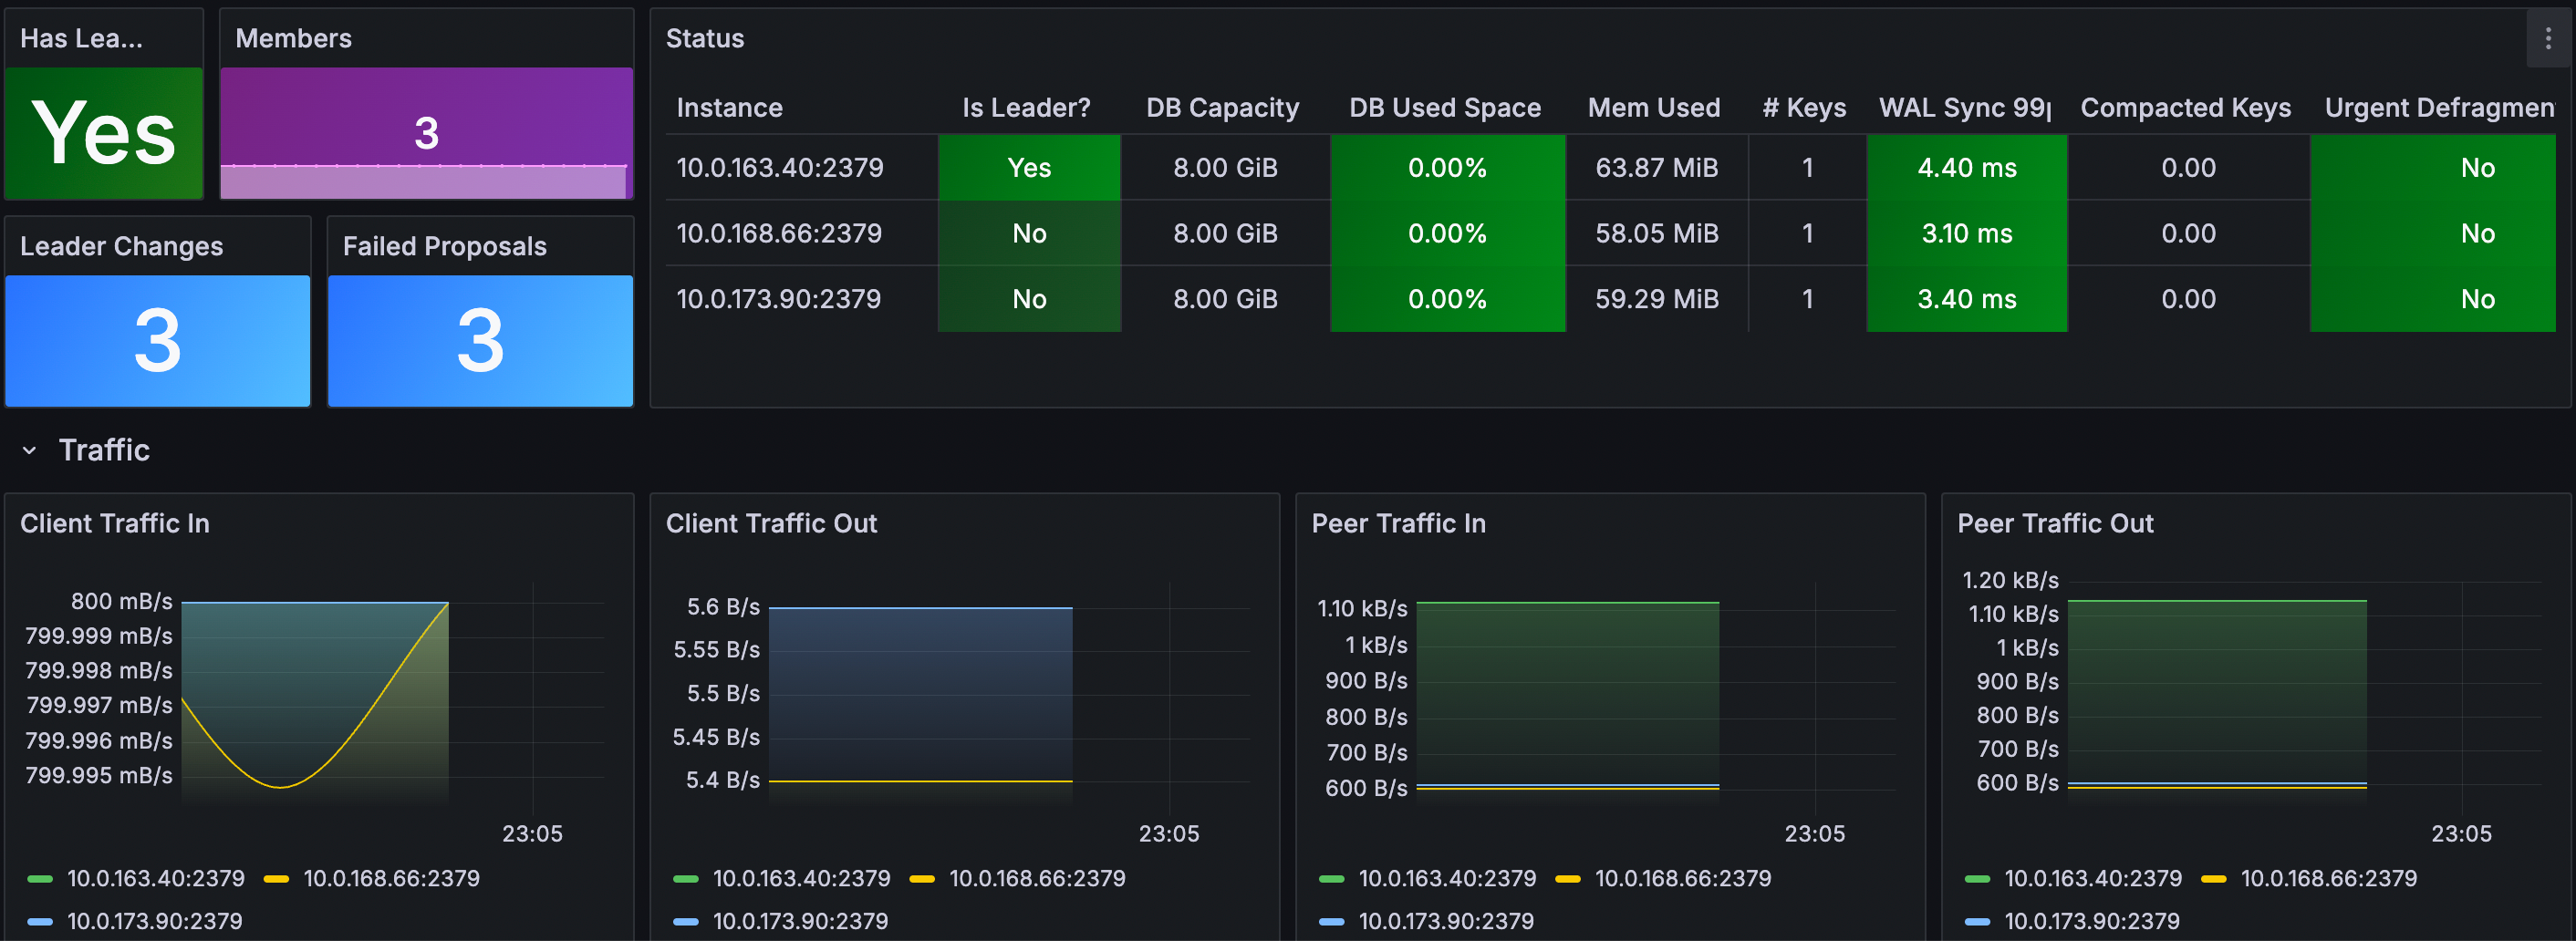 Has Lea...
Yes
Members
3
Leader Changes
3
Failed Proposals
3
Status
Instance Is Leader? DB Capacity DB Used Space Mem Used # Keys WAL Sync 99p Compacted Keys Urgent Defragmen
10.0.163.40:2379 Yes 8.00 GiB 0.00% 63.87 MiB 1 4.40 ms 0.00 No
10.0.168.66:2379 No 8.00 GiB 0.00% 58.05 MiB 1 3.10 ms 0.00 No
10.0.173.90:2379 No 8.00 GiB 0.00% 59.29 MiB 1 3.40 ms 0.00 No
Traffic
Client Traffic In
800 mB/s
799.999 mB/s
799.998 mB/s
799.997 mB/s
799.996 mB/s
799.995 mB/s
23:05
10.0.163.40:2379 10.0.168.66:2379
10.0.173.90:2379
Client Traffic Out
5.6 B/s
5.55 B/s
5.5 B/s
5.45 B/s
5.4 B/s
23:05
10.0.163.40:2379 10.0.168.66:2379
10.0.173.90:2379
Peer Traffic In
1.10 kB/s
1 kB/s
900 B/s
800 B/s
700 B/s
600 B/s
23:05
10.0.163.40:2379 10.0.168.66:2379
10.0.173.90:2379
Peer Traffic Out
1.20 kB/s
1.10 kB/s
1 kB/s
900 B/s
800 B/s
700 B/s
600 B/s
23:05
10.0.163.40:2379 10.0.168.66:2379
10.0.173.90:2379